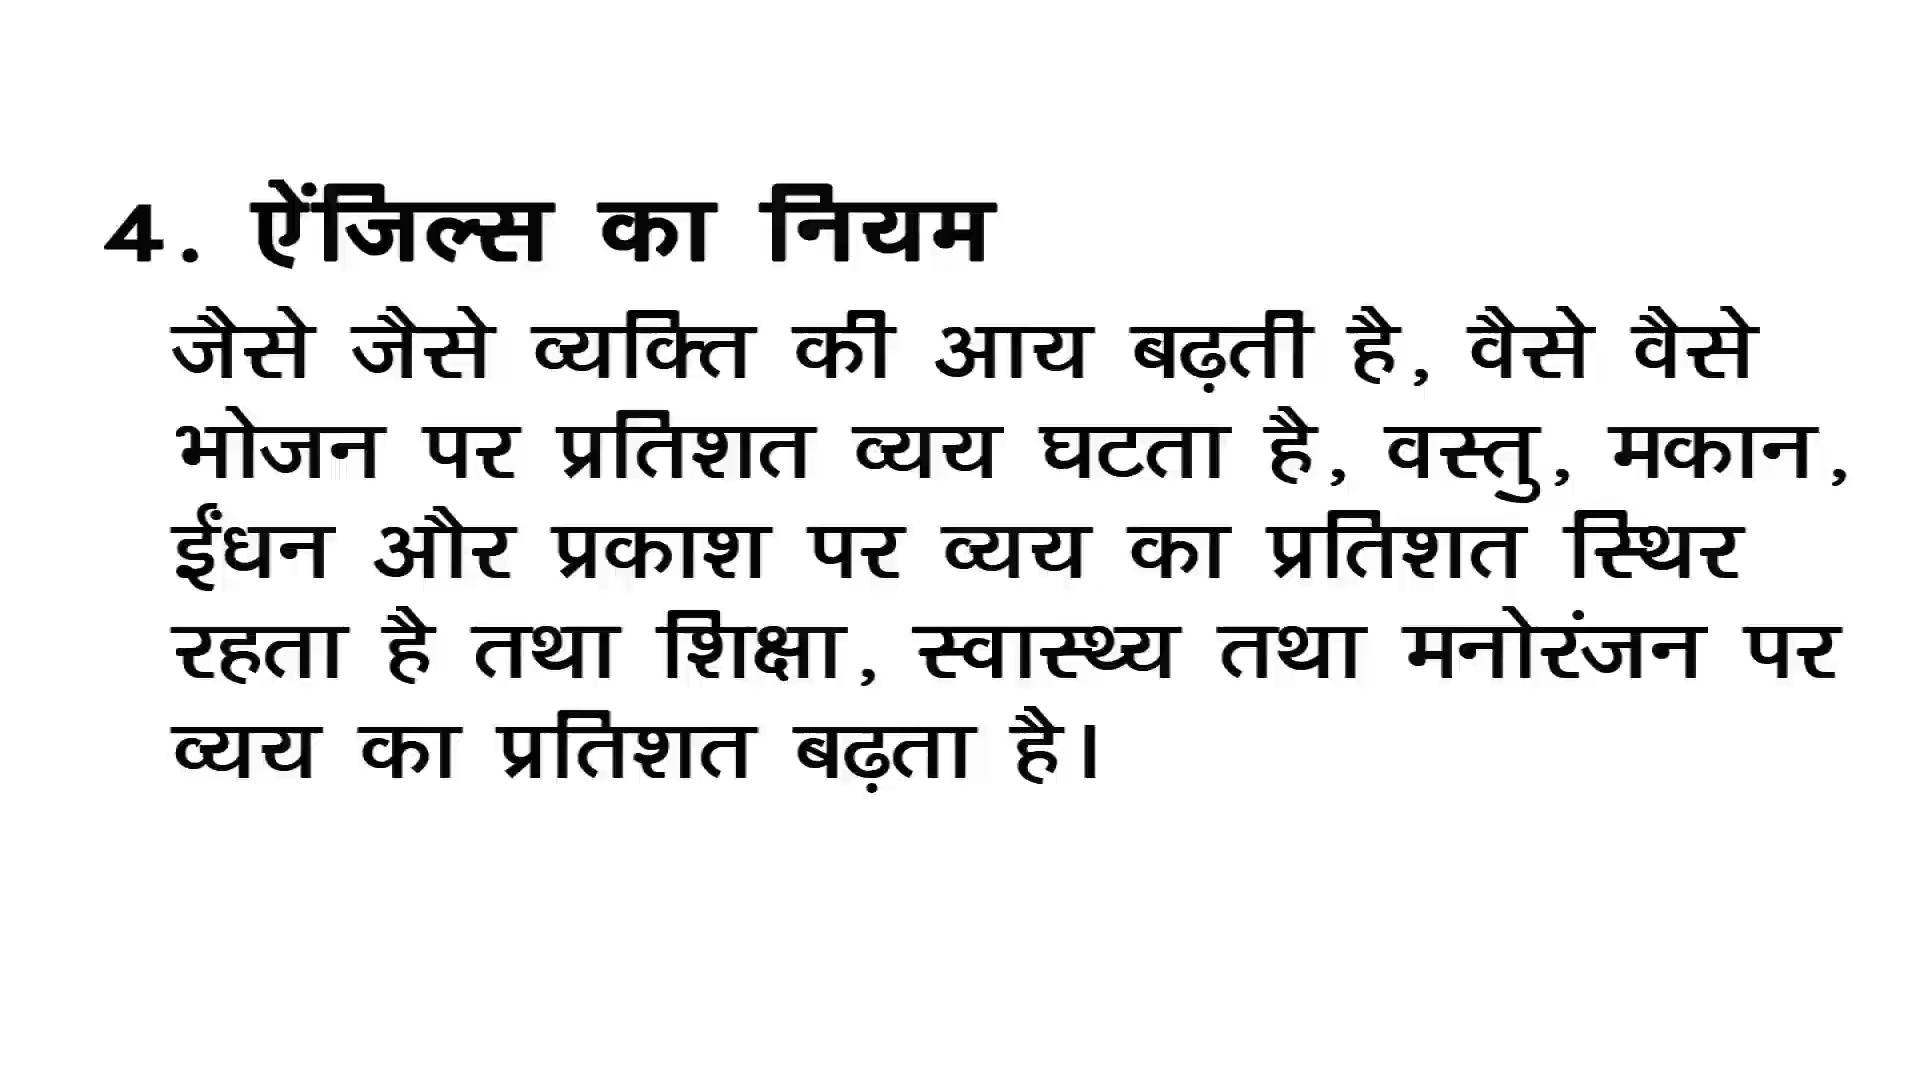 4. ऐंजिल्स का नियम
जैसे जैसे व्यक्ति की आय बढ़ती है, वैसे वैसे
भोजन पर प्रतिशत व्यय घटता है, वस्तु, मकान,
ईंधन और प्रकाश पर व्यय का प्रतिशत स्थिर
रहता है तथा शिक्षा, स्वास्थ्य तथा मनोरंजन पर
व्यय का प्रतिशत बढ़ता है।